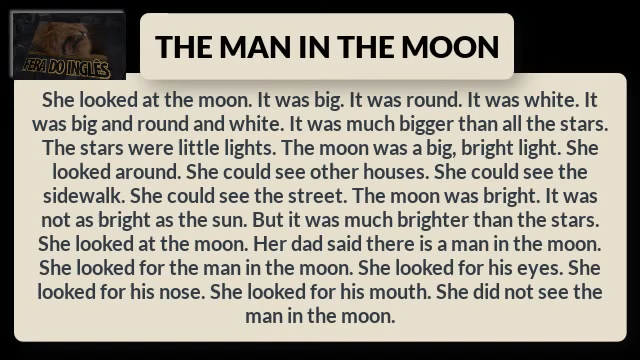 FERA DO INGLÊS
THE MAN IN THE MOON
She looked at the moon. It was big. It was round. It was white. It
was big and round and white. It was much bigger than all the stars.
The stars were little lights. The moon was a big, bright light. She
looked around. She could see other houses. She could see the
sidewalk. She could see the street. The moon was bright. It was
not as bright as the sun. But it was much brighter than the stars.
She looked at the moon. Her dad said there is a man in the moon.
She looked for the man in the moon. She looked for his eyes. She
looked for his nose. She looked for his mouth. She did not see the
man in the moon.